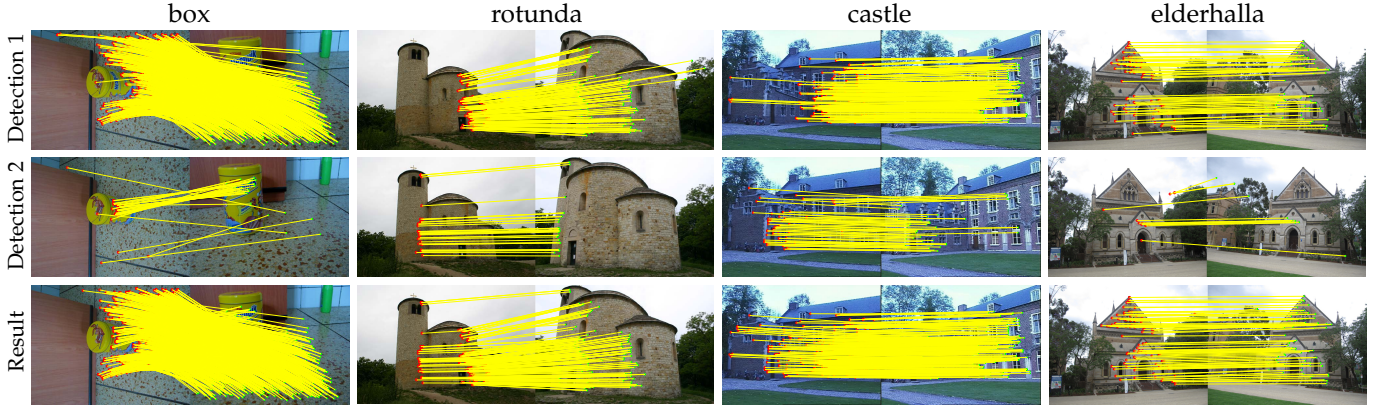 box rotunda castle elderhalla
Detection 1
Detection 2
Result